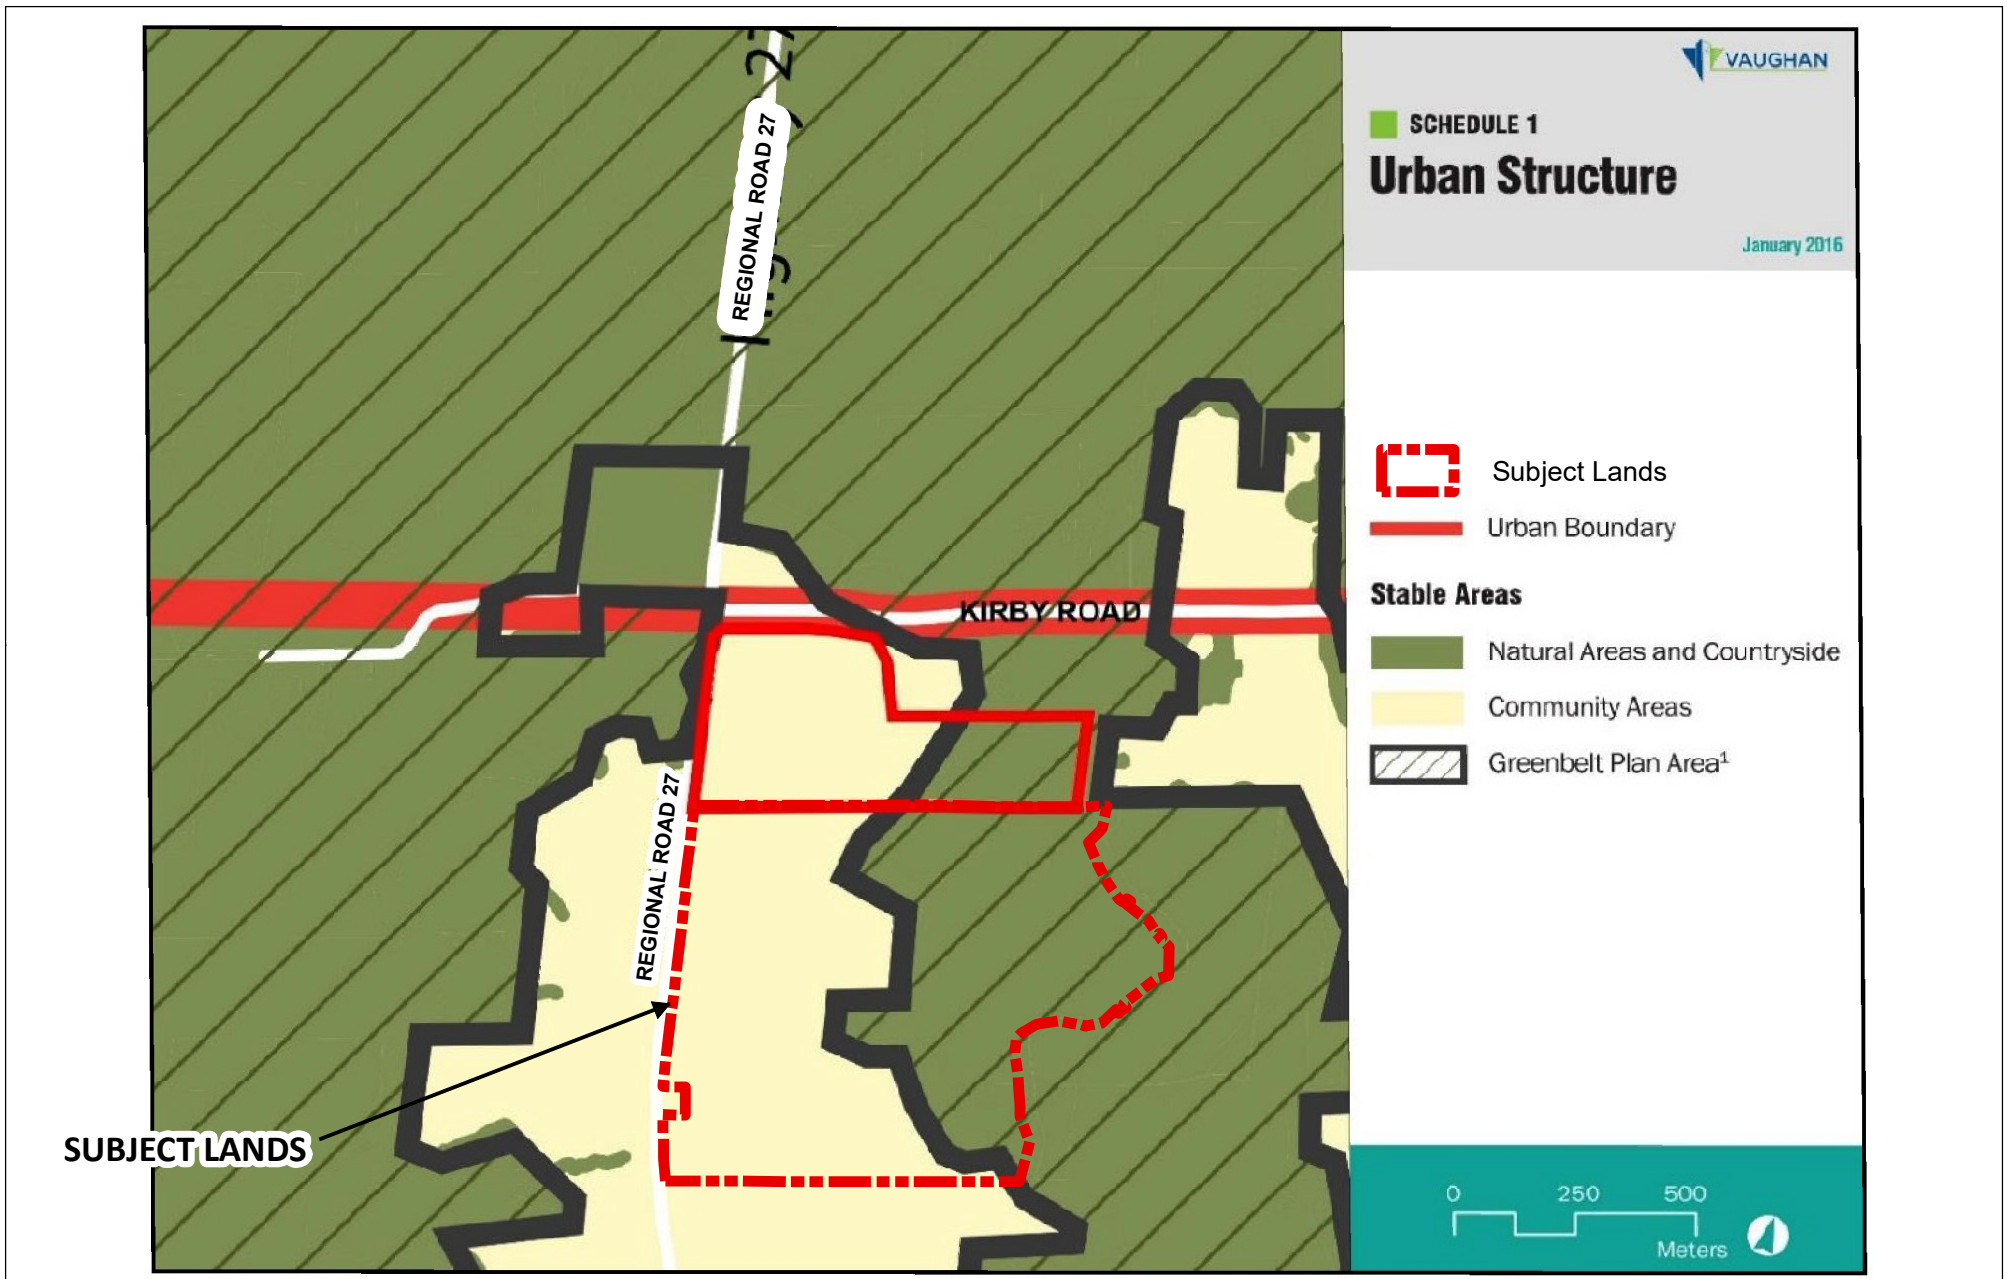 VAUGHAN
SCHEDULE 1
Urban Structure
January 2016
REGIONAL ROAD 27
27
KIRBY ROAD
REGIONAL ROAD 27
SUBJECT LANDS
Subject Lands
Urban Boundary
Stable Areas
Natural Areas and Countryside
Community Areas
Greenbelt Plan Area¹
0 250 500
Meters